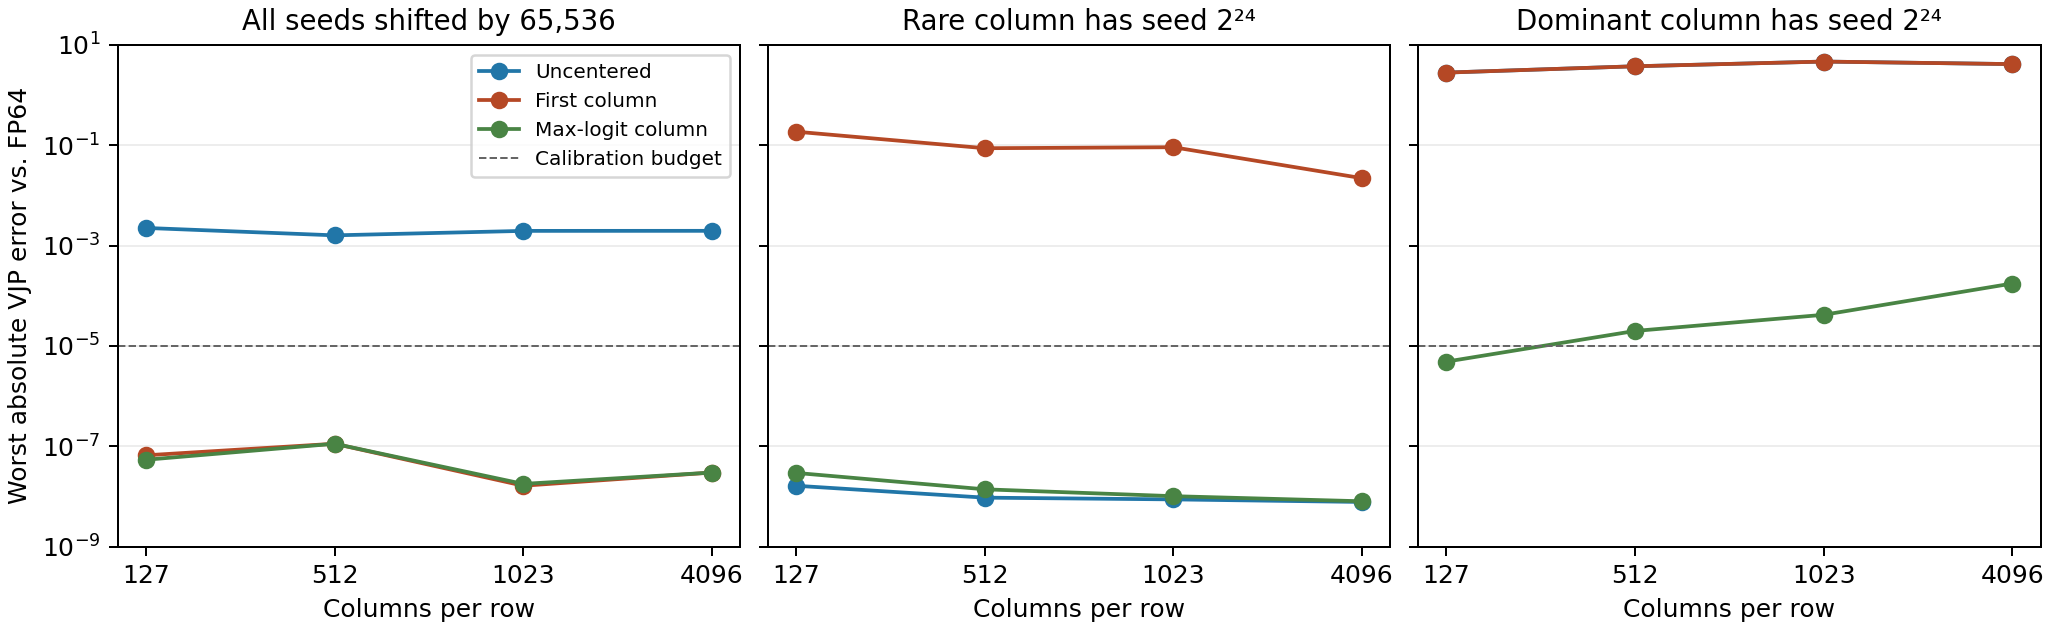 All seeds shifted by 65,536
Rare column has seed 2²⁴
Dominant column has seed 2²⁴
Worst absolute VJP error vs. FP64
10¹
10⁻¹
10⁻³
10⁻⁵
10⁻⁷
10⁻⁹
Uncentered
First column
Max-logit column
Calibration budget
127 512 1023 4096
127 512 1023 4096
127 512 1023 4096
Columns per row
Columns per row
Columns per row